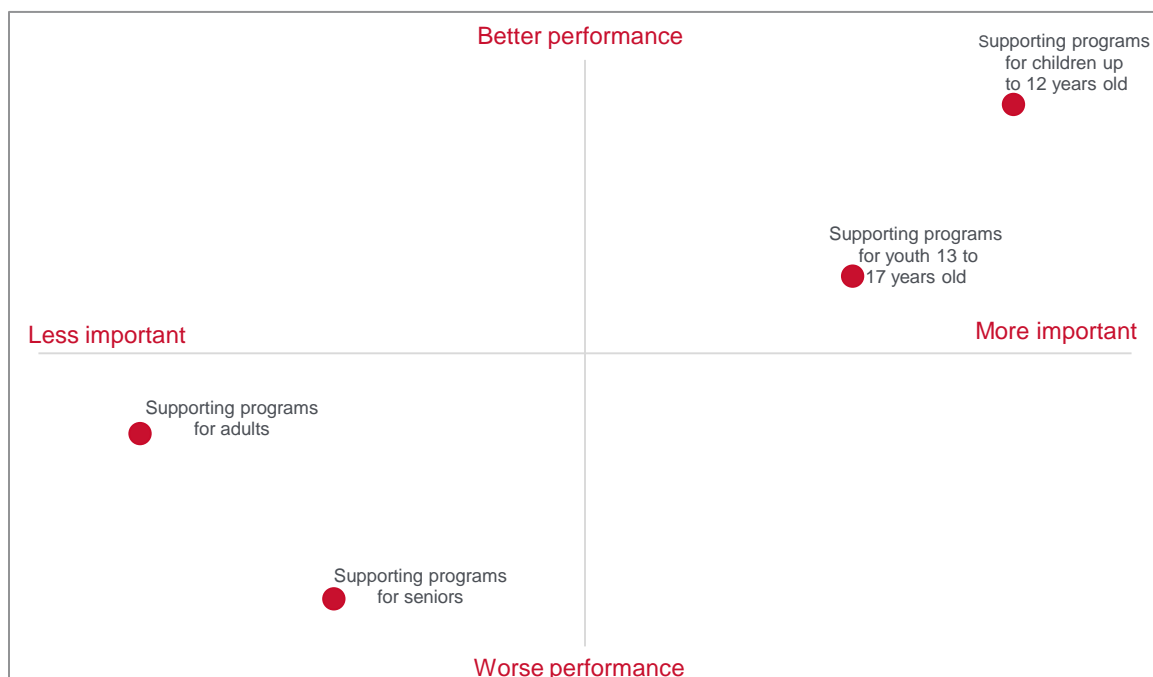 Better performance
Supporting programs
for children up
to 12 years old
Supporting programs
for youth 13 to
17 years old
Less important
More important
Supporting programs
for adults
Supporting programs
for seniors
Worse performance